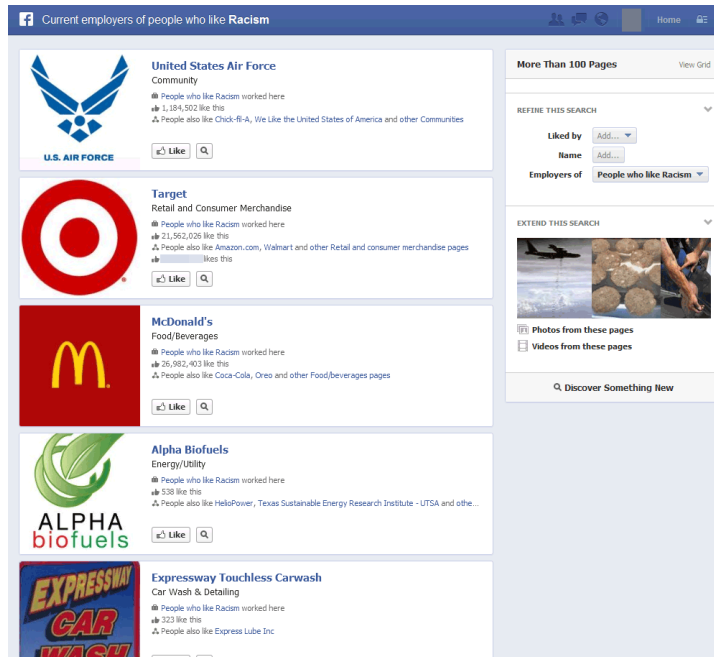 f Current employers of people who like Racism
Home
U.S. AIR FORCE
United States Air Force
Community
People who like Racism worked here
1,184,502 like this
People also like Chick-fil-A, We Like the United States of America and other Communities
Like
Target
Retail and Consumer Merchandise
People who like Racism worked here
21,562,026 like this
People also like Amazon.com, Walmart and other Retail and consumer merchandise pages
likes this
Like
McDonald's
Food/Beverages
People who like Racism worked here
26,982,403 like this
People also like Coca-Cola, Oreo and other Food/beverages pages
Like
ALPHA
biofuels
Alpha Biofuels
Energy/Utility
People who like Racism worked here
538 like this
People also like HelioPower, Texas Sustainable Energy Research Institute - UTSA and othe...
Like
EXPRESSWAY
CAR
WASH
Expressway Touchless Carwash
Car Wash & Detailing
People who like Racism worked here
323 like this
People also like Express Lube Inc
More Than 100 Pages
View Grid
REFINE THIS SEARCH
Liked by Add...
Name Add...
Employers of People who like Racism
EXTEND THIS SEARCH
Photos from these pages
Videos from these pages
Discover Something New